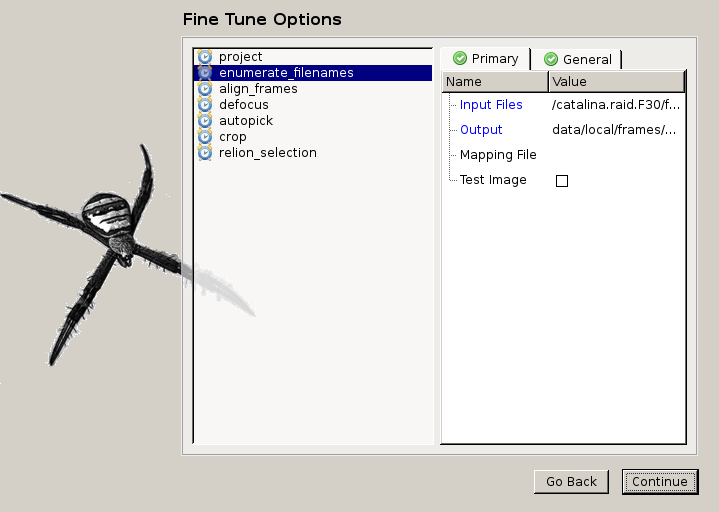 Fine Tune Options
project
enumerate_filenames
align_frames
defocus
autopick
crop
relion_selection
Primary
General
Name Value
Input Files /catalina.raid.F30/f...
Output data/local/frames/...
Mapping File
Test Image
Go Back Continue